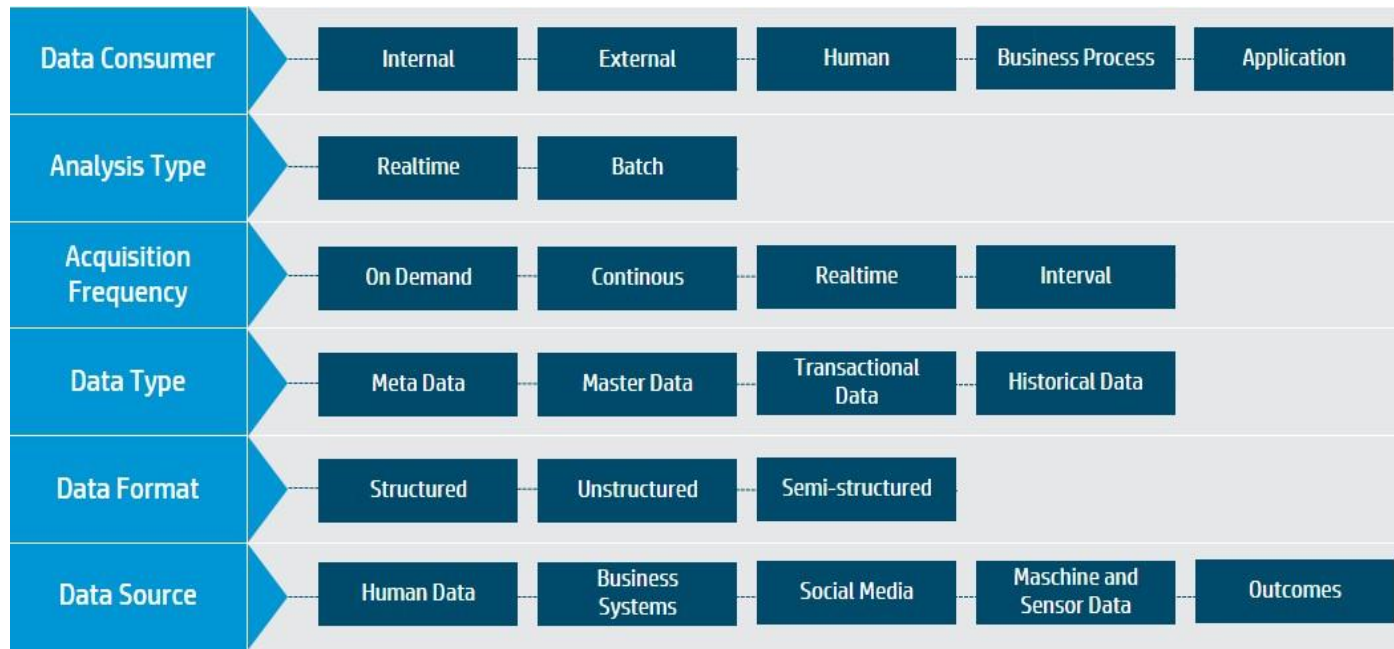 Data Consumer
Internal
External
Human
Business Process
Application
Analysis Type
Realtime
Batch
Acquisition
Frequency
On Demand
Continous
Realtime
Interval
Data Type
Meta Data
Master Data
Transactional
Data
Historical Data
Data Format
Structured
Unstructured
Semi-structured
Data Source
Human Data
Business
Systems
Social Media
Maschine and
Sensor Data
Outcomes